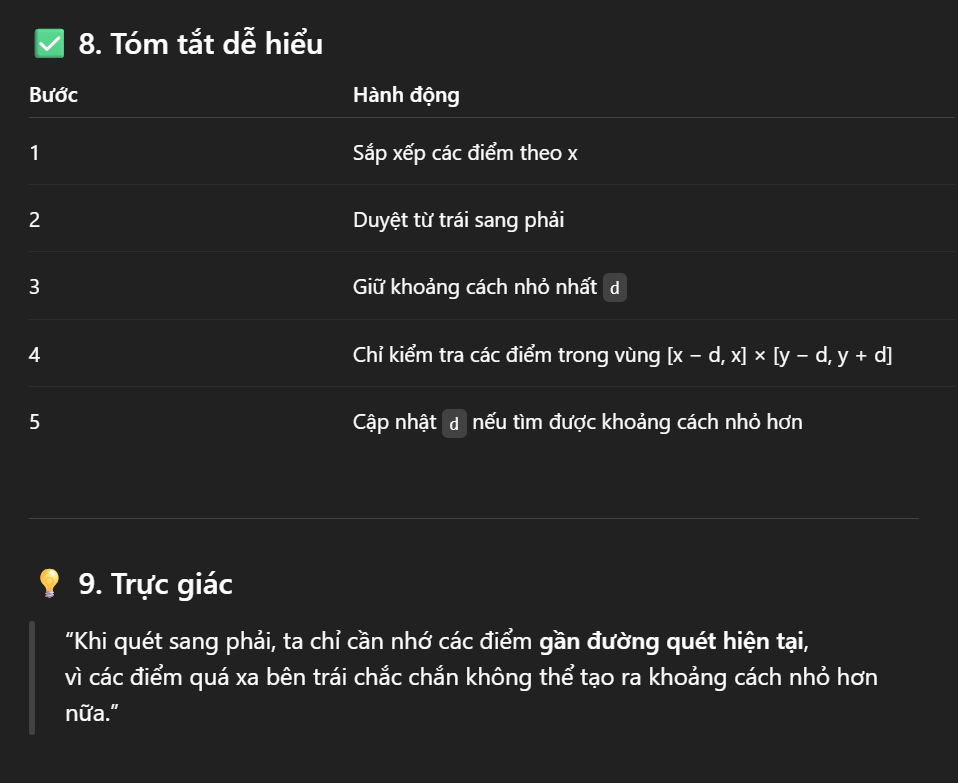 ✅ 8. Tóm tắt dễ hiểu
Bước Hành động
1 Sắp xếp các điểm theo x
2 Duyệt từ trái sang phải
3 Giữ khoảng cách nhỏ nhất d
4 Chỉ kiểm tra các điểm trong vùng [x − d, x] × [y − d, y + d]
5 Cập nhật d nếu tìm được khoảng cách nhỏ hơn
💡 9. Trực giác
“Khi quét sang phải, ta chỉ cần nhớ các điểm gần đường quét hiện tại,
vì các điểm quá xa bên trái chắc chắn không thể tạo ra khoảng cách nhỏ hơn
nữa.”